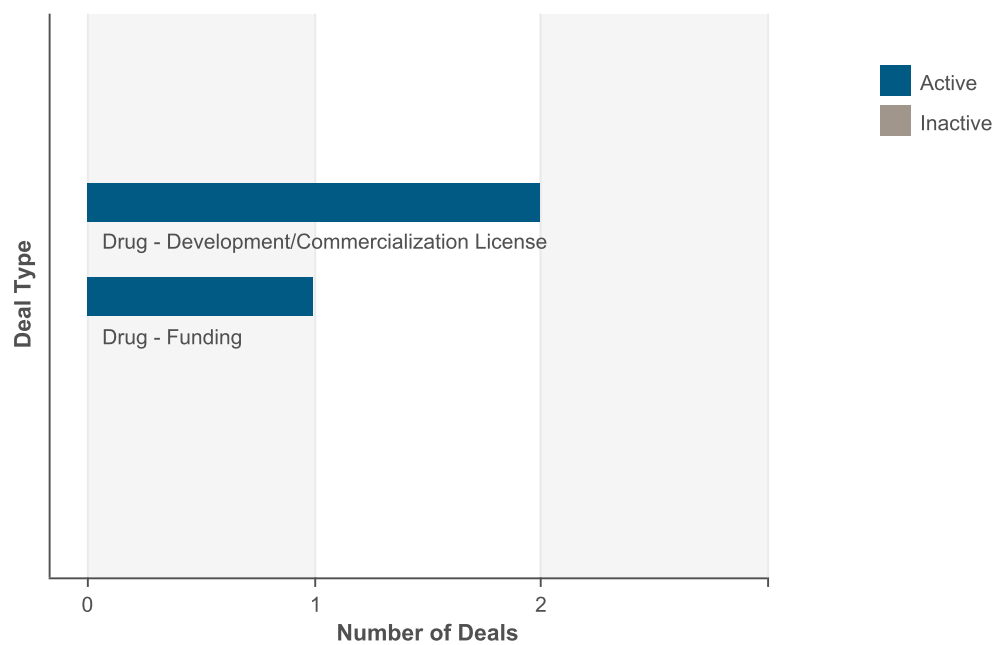 Active
Inactive
Drug - Development/Commercialization License
Drug - Funding
Deal Type
0 1 2
Number of Deals